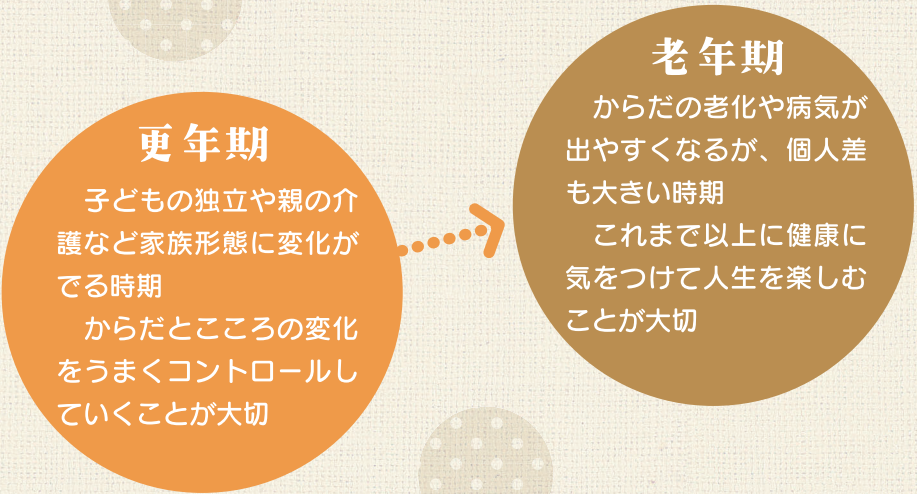 更年期
　子どもの独立や親の介
護など家族形態に変化が
でる時期
　からだとこころの変化
をうまくコントロールし
ていくことが大切
老年期
　からだの老化や病気が
出やすくなるが、個人差
も大きい時期
　これまで以上に健康に
気をつけて人生を楽しむ
ことが大切